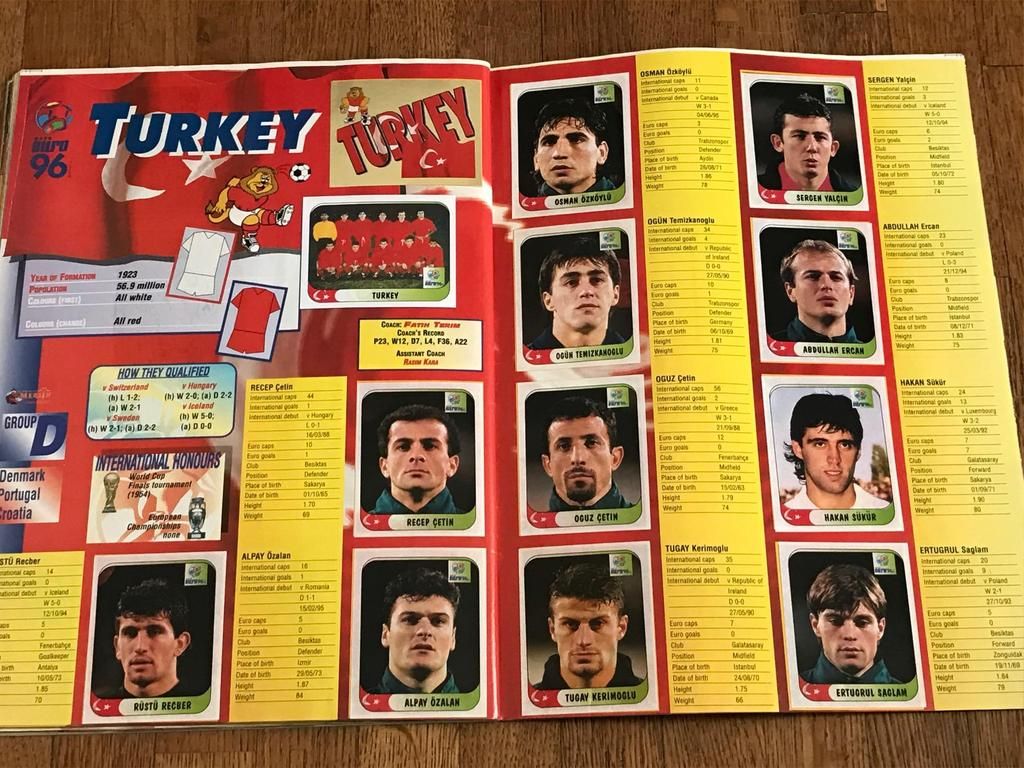 EURO
96
TURKEY
TURKEY
TURKEY
YEAR OF FORMATION 1923
POPULATION 56.9 million
COLOURS (FIRST) All white
COLOURS (CHANGE) All red
COACH: FATIH TERIM
COACH'S RECORD
P23, W12, D7, L4, F36, A22
ASSISTANT COACH
RASIM KARA
HOW THEY QUALIFIED
v Switzerland
(h) L 1-2;
(a) W 2-1
v Sweden
(h) W 2-1; (a) D 2-2
v Hungary
(h) W 2-0; (a) D 2-2
v Iceland
(h) W 5-0;
(a) D 0-0
GROUP
D
Denmark
Portugal
Croatia
INTERNATIONAL HONOURS
World Cup
Finals tournament
(1954)
European
Championships
none
RECEP Çetin
International caps 44
International goals 1
International debut v Hungary
L 0-1
16/03/88
Euro caps 10
Euro goals 1
Club Besiktas
Position Defender
Place of birth Sakarya
Date of birth 01/10/65
Height 1.70
Weight 69
RECEP ÇETIN
STÜ Recber
International caps 14
International goals 0
International debut v Iceland
W 5-0
12/10/94
caps 5
goals 0
Fenerbahçe
Goalkeeper
birth Antalya
birth 10/05/73
1.85
70
RÜSTÜ RECBER
ALPAY Özalan
International caps 16
International goals 1
International debut v Romania
D 1-1
15/02/95
Euro caps 5
Euro goals 0
Club Besiktas
Position Defender
Place of birth Izmir
Date of birth 29/05/73
Height 1.87
Weight 84
ALPAY ÖZALAN
OSMAN ÖZKÖYLÜ
OSMAN Özköylü
International caps 11
International goals 0
International debut v Canada
W 3-1
04/06/95
Euro caps 3
Euro goals 0
Club Trabzonspor
Position Defender
Place of birth Aydin
Date of birth 26/08/71
Height 1.86
Weight 78
OGÜN TEMIZKANOGLU
OGÜN Temizkanoglu
International caps 34
International goals 4
International debut v Republic
of Ireland
D 0-0
27/05/90
Euro caps 10
Euro goals 1
Club Trabzonspor
Position Defender
Place of birth Germany
Date of birth 06/10/69
Height 1.81
Weight 75
OGUZ ÇETIN
OGUZ Çetin
International caps 56
International goals 2
International debut v Greece
W 3-1
21/09/88
Euro caps 12
Euro goals 0
Club Fenerbahçe
Position Midfield
Place of birth Sakarya
Date of birth 15/02/63
Height 1.79
Weight 74
TUGAY KERIMOGLU
TUGAY Kerimoglu
International caps 35
International goals 0
International debut v Republic of
Ireland
D 0-0
27/05/90
Euro caps 7
Euro goals 0
Club Galatasaray
Position Midfield
Place of birth Istanbul
Date of birth 24/08/70
Height 1.75
Weight 66
SERGEN YALÇIN
SERGEN Yalçin
International caps 12
International goals 3
International debut v Iceland
W 5-0
12/10/94
Euro caps 6
Euro goals 2
Club Besiktas
Position Midfield
Place of birth Istanbul
Date of birth 05/10/72
Height 1.80
Weight 74
ABDULLAH ERCAN
ABDULLAH Ercan
International caps 23
International goals 0
International debut v Poland
L 0-3
21/12/94
Euro caps 8
Euro goals 0
Club Trabzonspor
Position Midfield
Place of birth Istanbul
Date of birth 08/12/71
Height 1.83
Weight 75
HAKAN SÜKÜR
HAKAN Sükür
International caps 24
International goals 13
International debut v Luxembourg
W 3-2
25/03/92
Euro caps 7
Euro goals 7
Club Galatasaray
Position Forward
Place of birth Sakarya
Date of birth 01/09/71
Height 1.90
Weight 80
ERTUGRUL SAGLAM
ERTUGRUL Saglam
International caps 20
International goals 9
International debut v Poland
W 2-1
27/10/93
Euro caps 4
Euro goals 2
Club Besiktas
Position Forward
Place of birth Zonguldak
Date of birth 19/11/69
Height 1.84
Weight 79